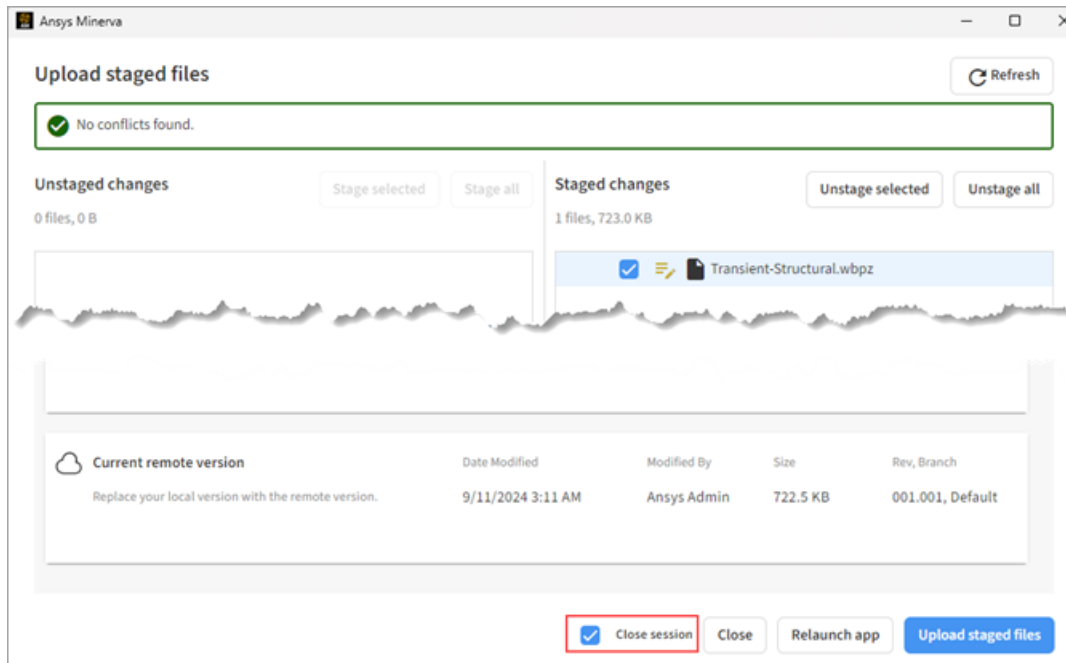 Ansys Minerva
Upload staged files
Refresh
No conflicts found.
Unstaged changes
Stage selected
Stage all
0 files, 0 B
Staged changes
Unstage selected
Unstage all
1 files, 723.0 KB
Transient-Structural.wbpz
Current remote version
Date Modified
Modified By
Size
Rev, Branch
Replace your local version with the remote version.
9/11/2024 3:11 AM
Ansys Admin
722.5 KB
001.001, Default
Close session
Close
Relaunch app
Upload staged files